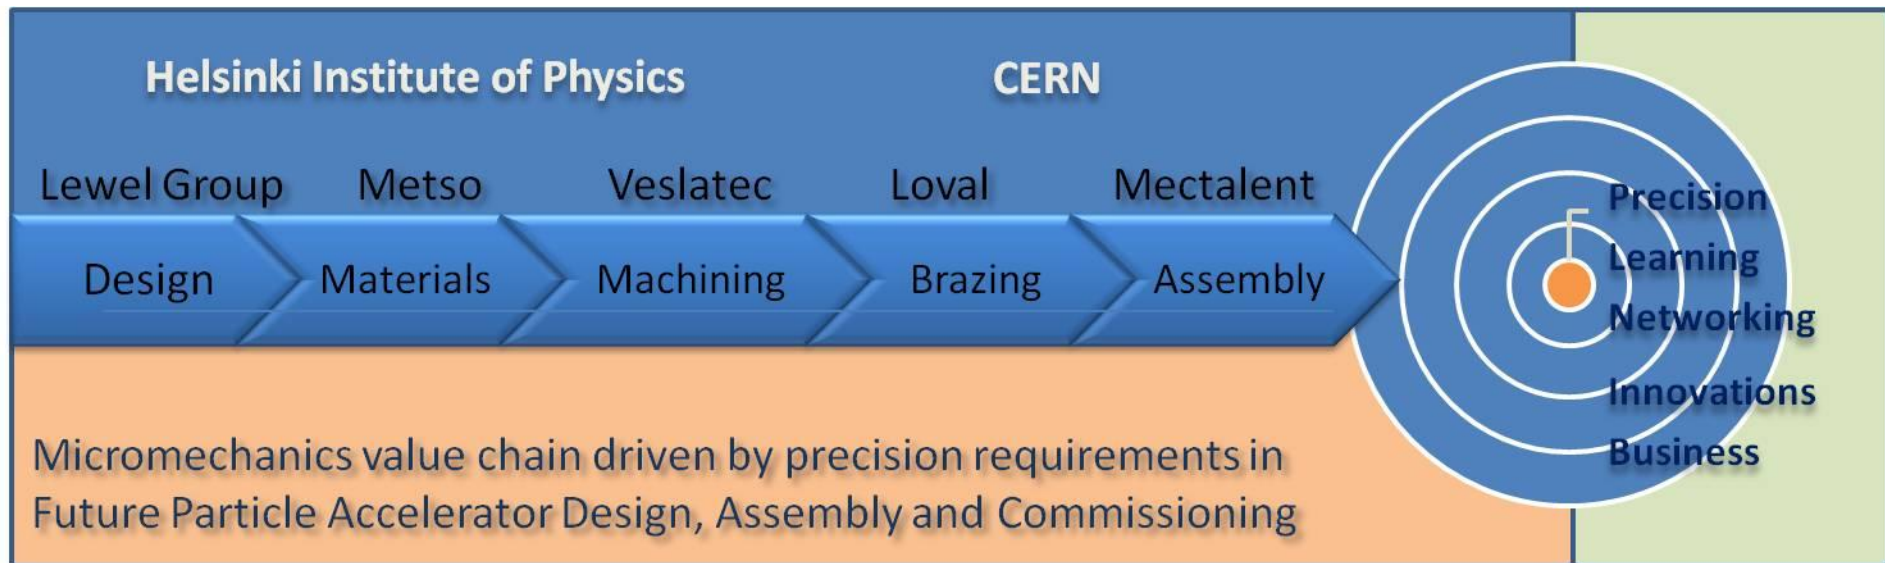 Helsinki Institute of Physics CERN
Lewel Group Metso Veslatec Loval Mectalent
Design Materials Machining Brazing Assembly
Precision
Learning
Networking
Innovations
Business
Micromechanics value chain driven by precision requirements in
Future Particle Accelerator Design, Assembly and Commissioning